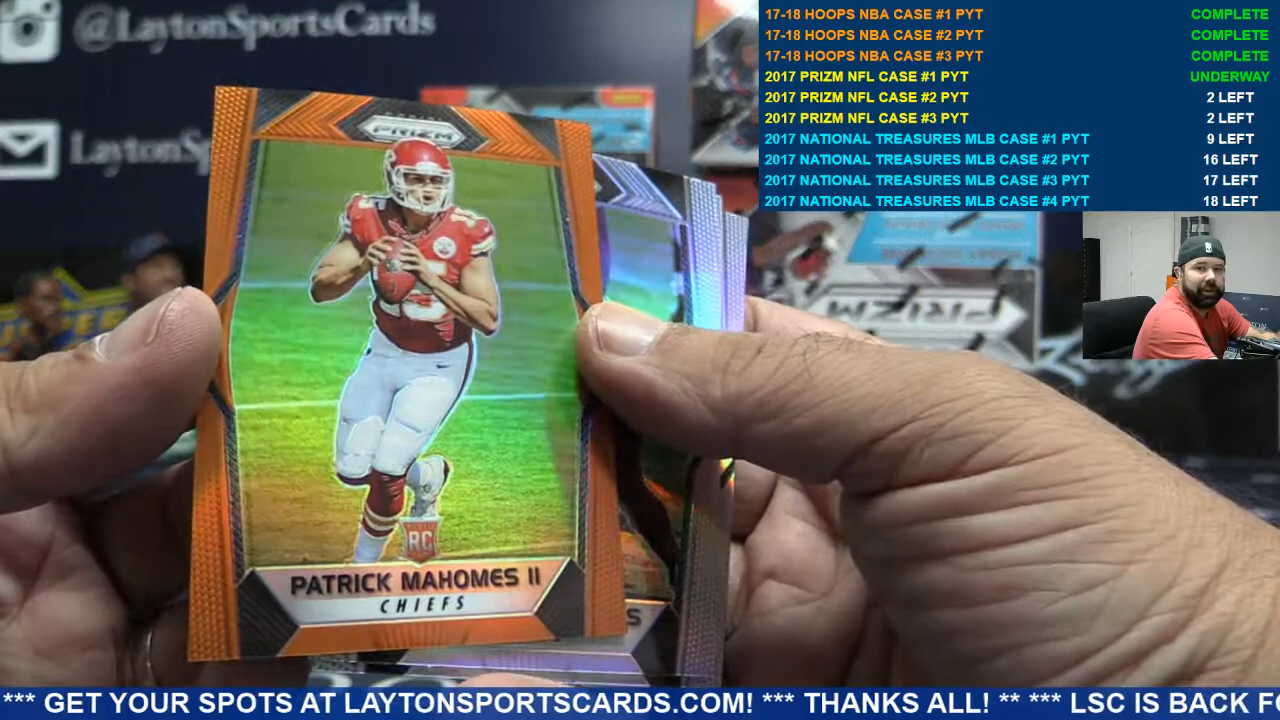 @LaytonSportsCards
LaytonSp
17-18 HOOPS NBA CASE #1 PYT COMPLETE
17-18 HOOPS NBA CASE #2 PYT COMPLETE
17-18 HOOPS NBA CASE #3 PYT COMPLETE
2017 PRIZM NFL CASE #1 PYT UNDERWAY
2017 PRIZM NFL CASE #2 PYT 2 LEFT
2017 PRIZM NFL CASE #3 PYT 2 LEFT
2017 NATIONAL TREASURES MLB CASE #1 PYT 9 LEFT
2017 NATIONAL TREASURES MLB CASE #2 PYT 16 LEFT
2017 NATIONAL TREASURES MLB CASE #3 PYT 17 LEFT
2017 NATIONAL TREASURES MLB CASE #4 PYT 18 LEFT
PRIZM
PRIZM
15
RC
PATRICK MAHOMES II
CHIEFS
S
*** GET YOUR SPOTS AT LAYTONSPORTSCARDS.COM! *** THANKS ALL! ** *** LSC IS BACK FO